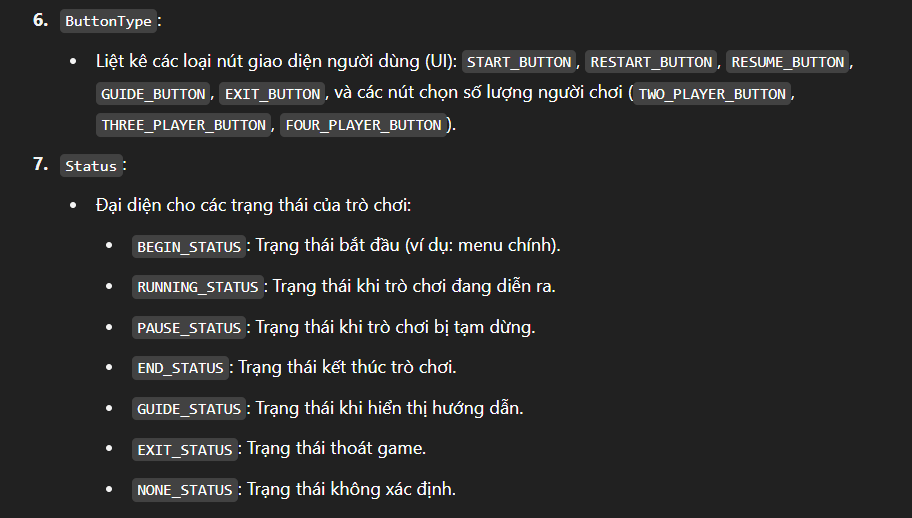 6. ButtonType:
• Liệt kê các loại nút giao diện người dùng (UI): START_BUTTON, RESTART_BUTTON, RESUME_BUTTON,
GUIDE_BUTTON, EXIT_BUTTON, và các nút chọn số lượng người chơi (TWO_PLAYER_BUTTON,
THREE_PLAYER_BUTTON, FOUR_PLAYER_BUTTON).
7. Status:
• Đại diện cho các trạng thái của trò chơi:
• BEGIN_STATUS: Trạng thái bắt đầu (ví dụ: menu chính).
• RUNNING_STATUS: Trạng thái khi trò chơi đang diễn ra.
• PAUSE_STATUS: Trạng thái khi trò chơi bị tạm dừng.
• END_STATUS: Trạng thái kết thúc trò chơi.
• GUIDE_STATUS: Trạng thái khi hiển thị hướng dẫn.
• EXIT_STATUS: Trạng thái thoát game.
• NONE_STATUS: Trạng thái không xác định.